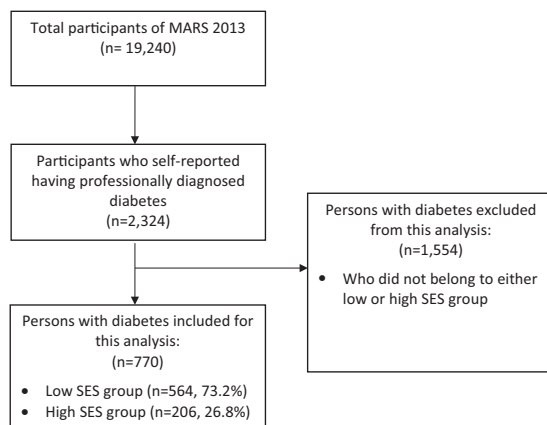 Total participants of MARS 2013
(n= 19,240)
Participants who self-reported
having professionally diagnosed
diabetes
(n=2,324)
Persons with diabetes excluded
from this analysis:
(n=1,554)
• Who did not belong to either
low or high SES group
Persons with diabetes included for
this analysis:
(n=770)
• Low SES group (n=564, 73.2%)
• High SES group (n=206, 26.8%)